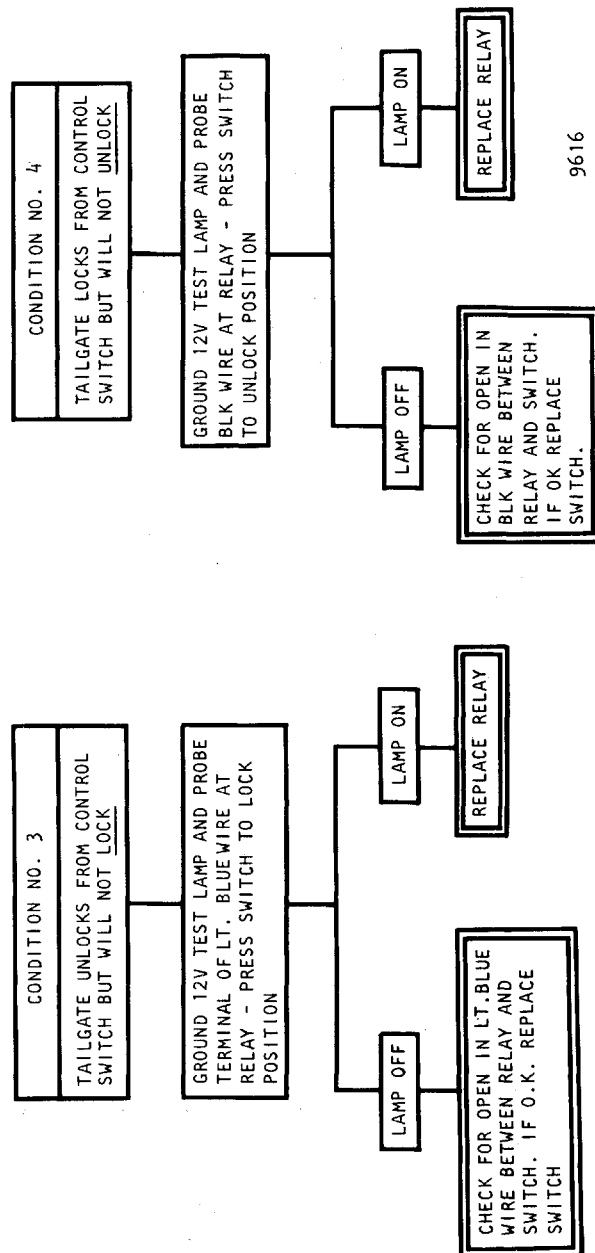 CONDITION NO. 3
TAILGATE UNLOCKS FROM CONTROL
SWITCH BUT WILL NOT LOCK
GROUND 12V TEST LAMP AND PROBE
TERMINAL OF LT. BLUE WIRE AT
RELAY - PRESS SWITCH TO LOCK
POSITION
LAMP OFF
LAMP ON
CHECK FOR OPEN IN LT.BLUE
WIRE BETWEEN RELAY AND
SWITCH. IF O.K. REPLACE
SWITCH
REPLACE RELAY
CONDITION NO. 4
TAILGATE LOCKS FROM CONTROL
SWITCH BUT WILL NOT UNLOCK
GROUND 12V TEST LAMP AND PROBE
BLK WIRE AT RELAY - PRESS SWITCH
TO UNLOCK POSITION
LAMP OFF
LAMP ON
CHECK FOR OPEN IN
BLK WIRE BETWEEN
RELAY AND SWITCH.
IF OK REPLACE
SWITCH.
REPLACE RELAY
9616